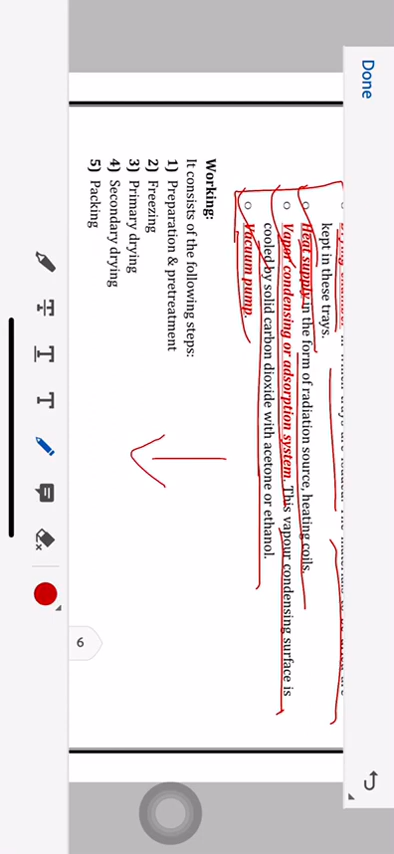 Done
kept in these trays.
○ Heat supply in the form of radiation source, heating coils.
○ Vapor condensing or adsorption system. This vapour condensing surface is
cooled by solid carbon dioxide with acetone or ethanol.
○ Vacuum pump.
Working:
It consists of the following steps:
1) Preparation & pretreatment
2) Freezing
3) Primary drying
4) Secondary drying
5) Packing
6